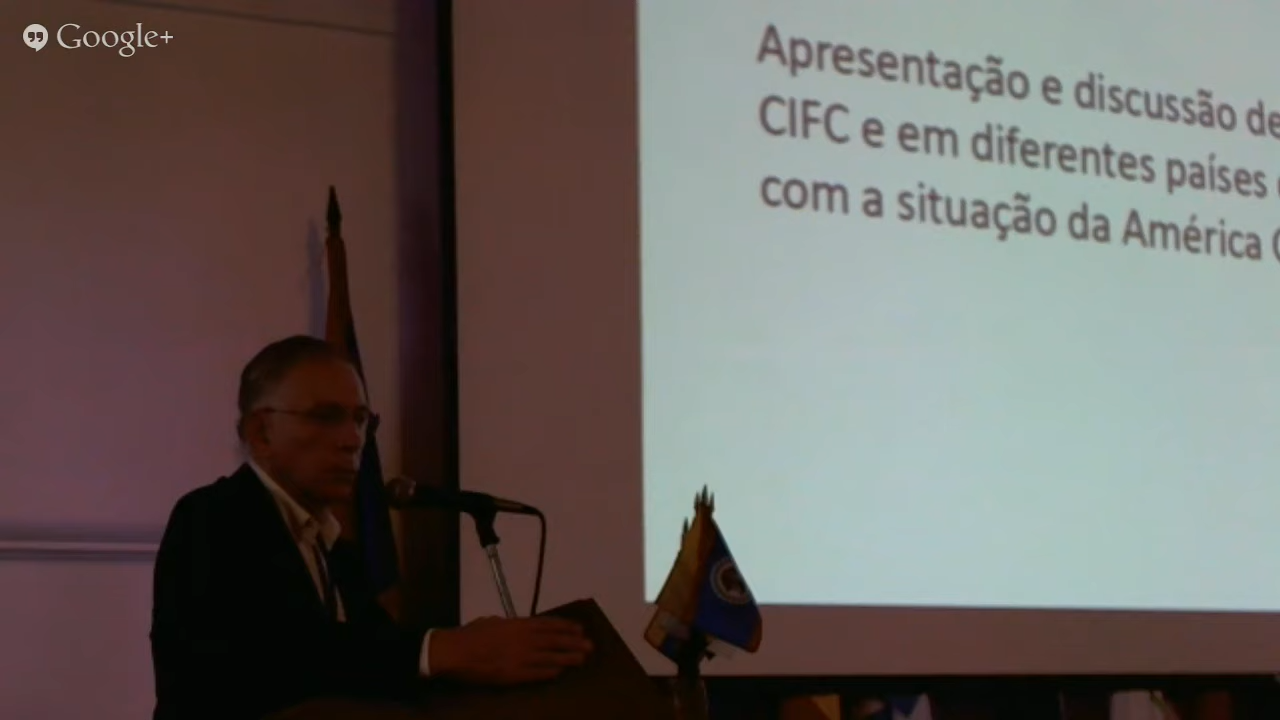 Google+
Apresentação e discussão de
CIFC e em diferentes países
com a situação da América